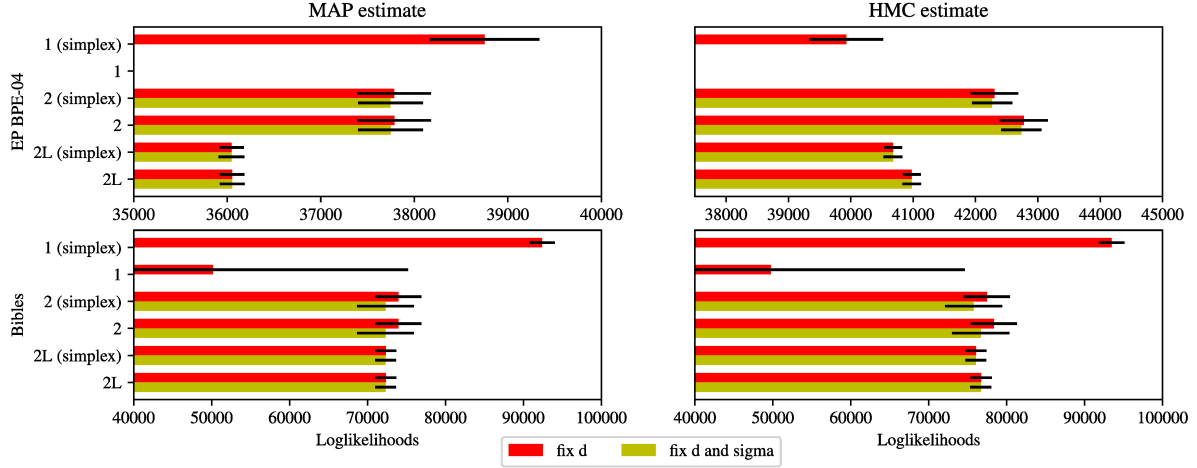 MAP estimate
HMC estimate
EP BPE-04
1 (simplex)
1
2 (simplex)
2
2L (simplex)
2L
35000 36000 37000 38000 39000 40000
38000 39000 40000 41000 42000 43000 44000 45000
Bibles
1 (simplex)
1
2 (simplex)
2
2L (simplex)
2L
40000 50000 60000 70000 80000 90000 100000
40000 50000 60000 70000 80000 90000 100000
Loglikelihoods
Loglikelihoods
fix d
fix d and sigma